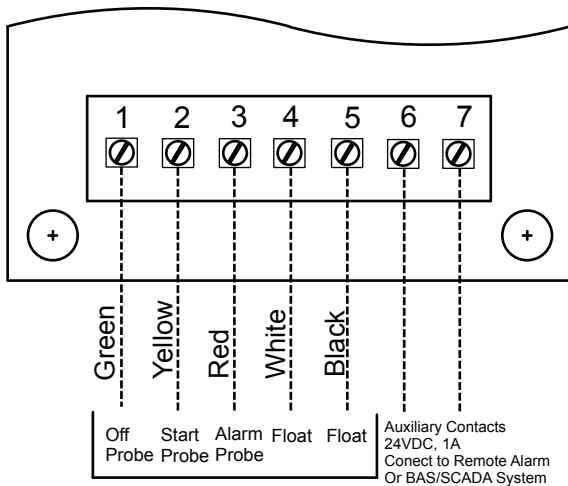 1 2 3 4 5 6 7
Green
Yellow
Red
White
Black
Off
Probe
Start
Probe
Alarm
Probe
Float
Float
Auxiliary Contacts
24VDC, 1A
Conect to Remote Alarm
Or BAS/SCADA System